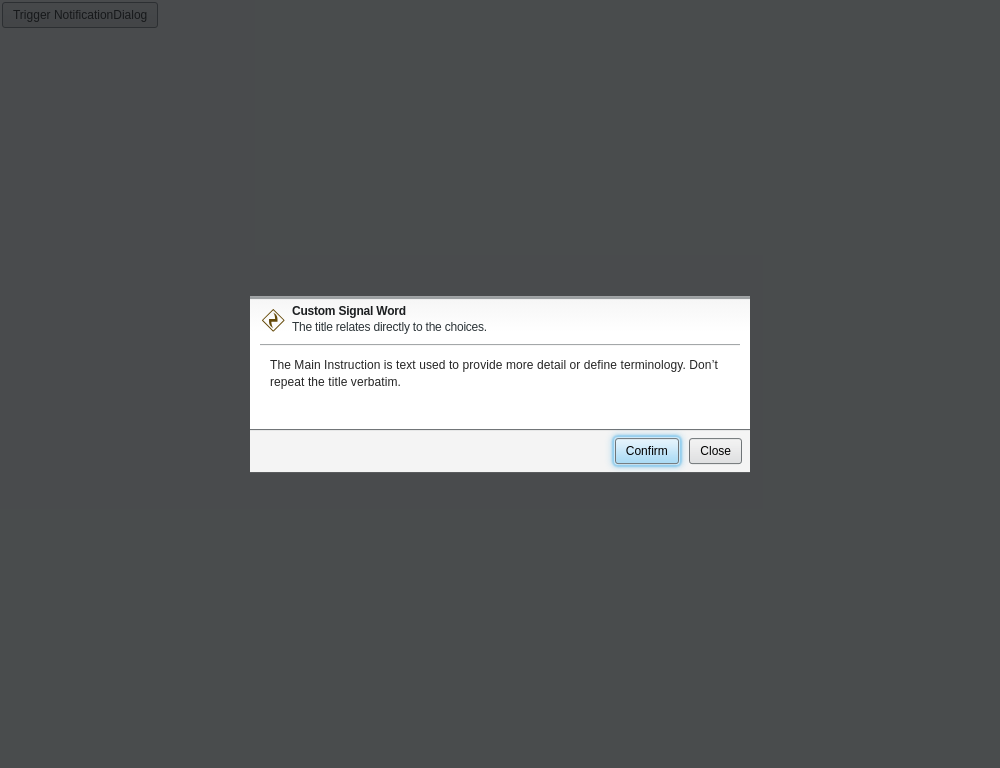 Trigger NotificationDialog
Custom Signal Word
The title relates directly to the choices.
The Main Instruction is text used to provide more detail or define terminology. Don’t
repeat the title verbatim.
Confirm
Close